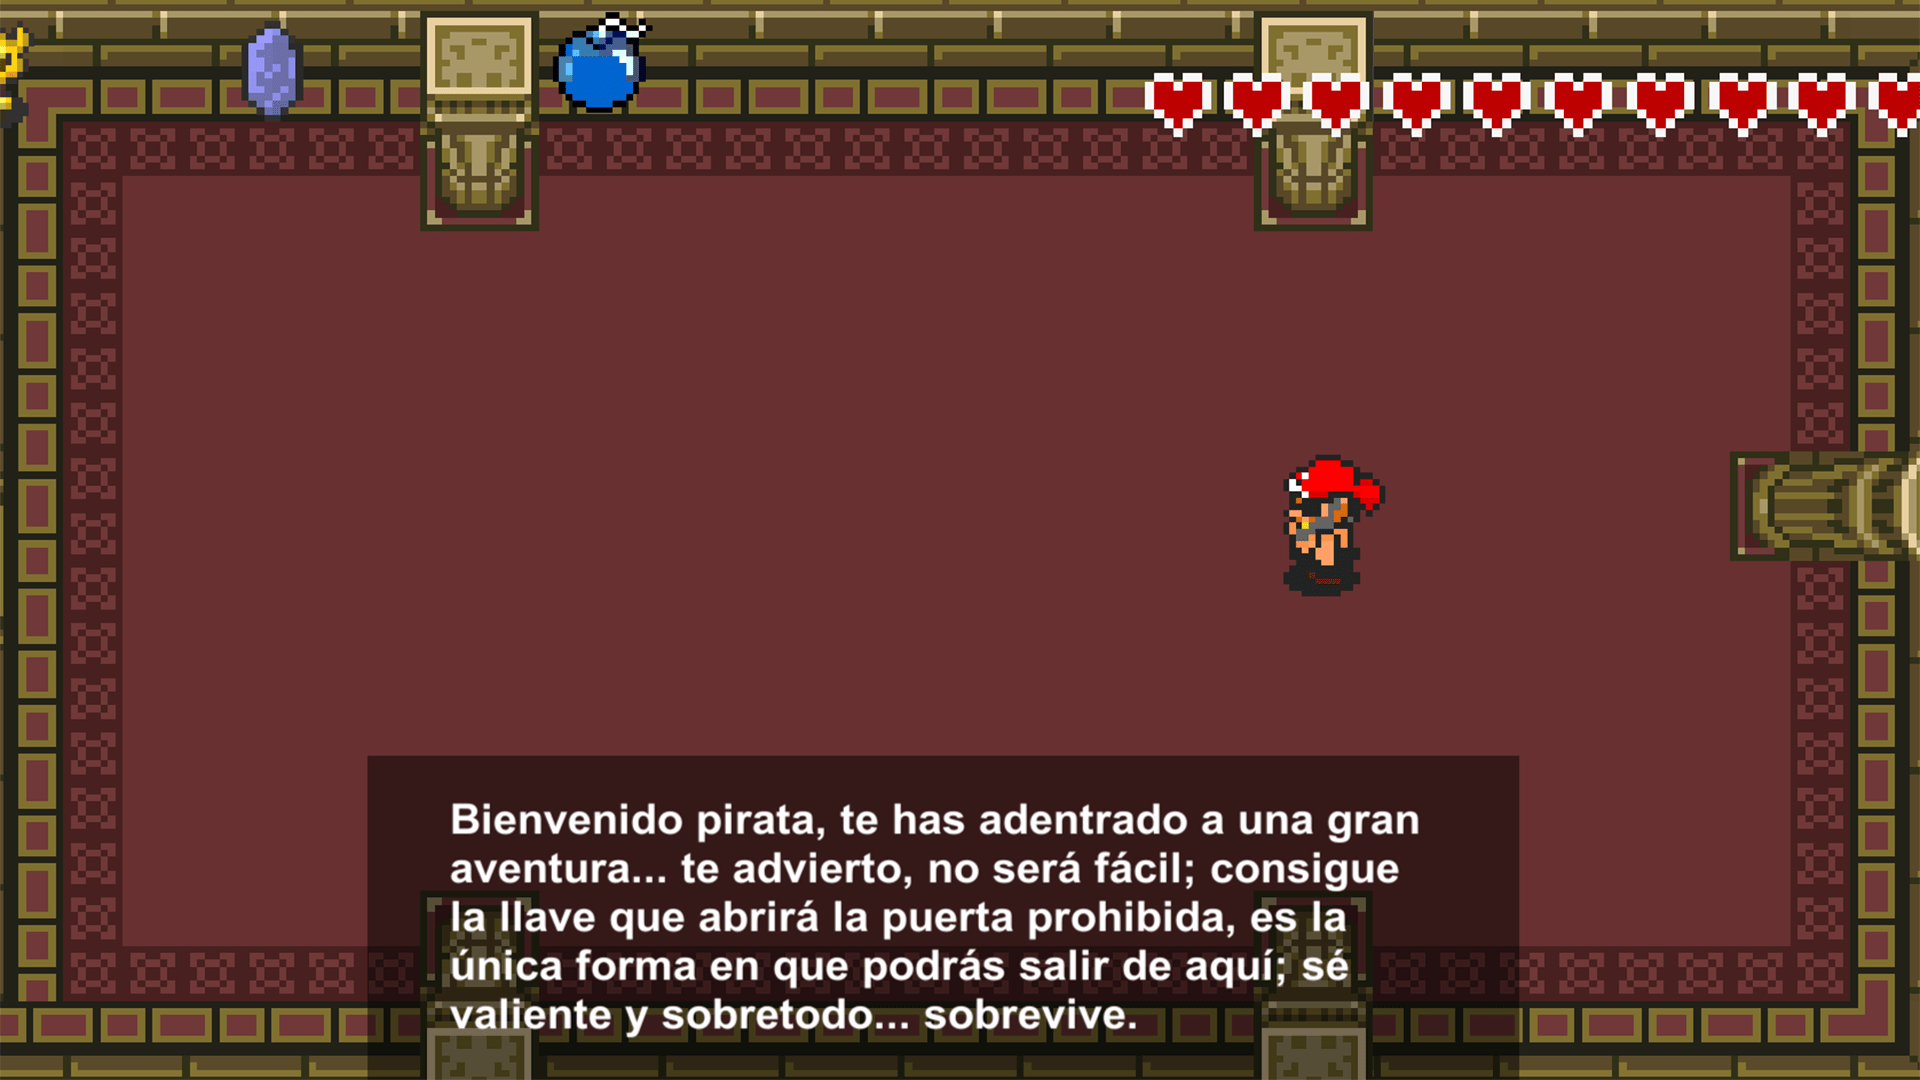 Bienvenido pirata, te has adentrado a una gran
aventura... te advierto, no será fácil; consigue
la llave que abrirá la puerta prohibida, es la
única forma en que podrás salir de aquí; sé
valiente y sobretodo... sobrevive.